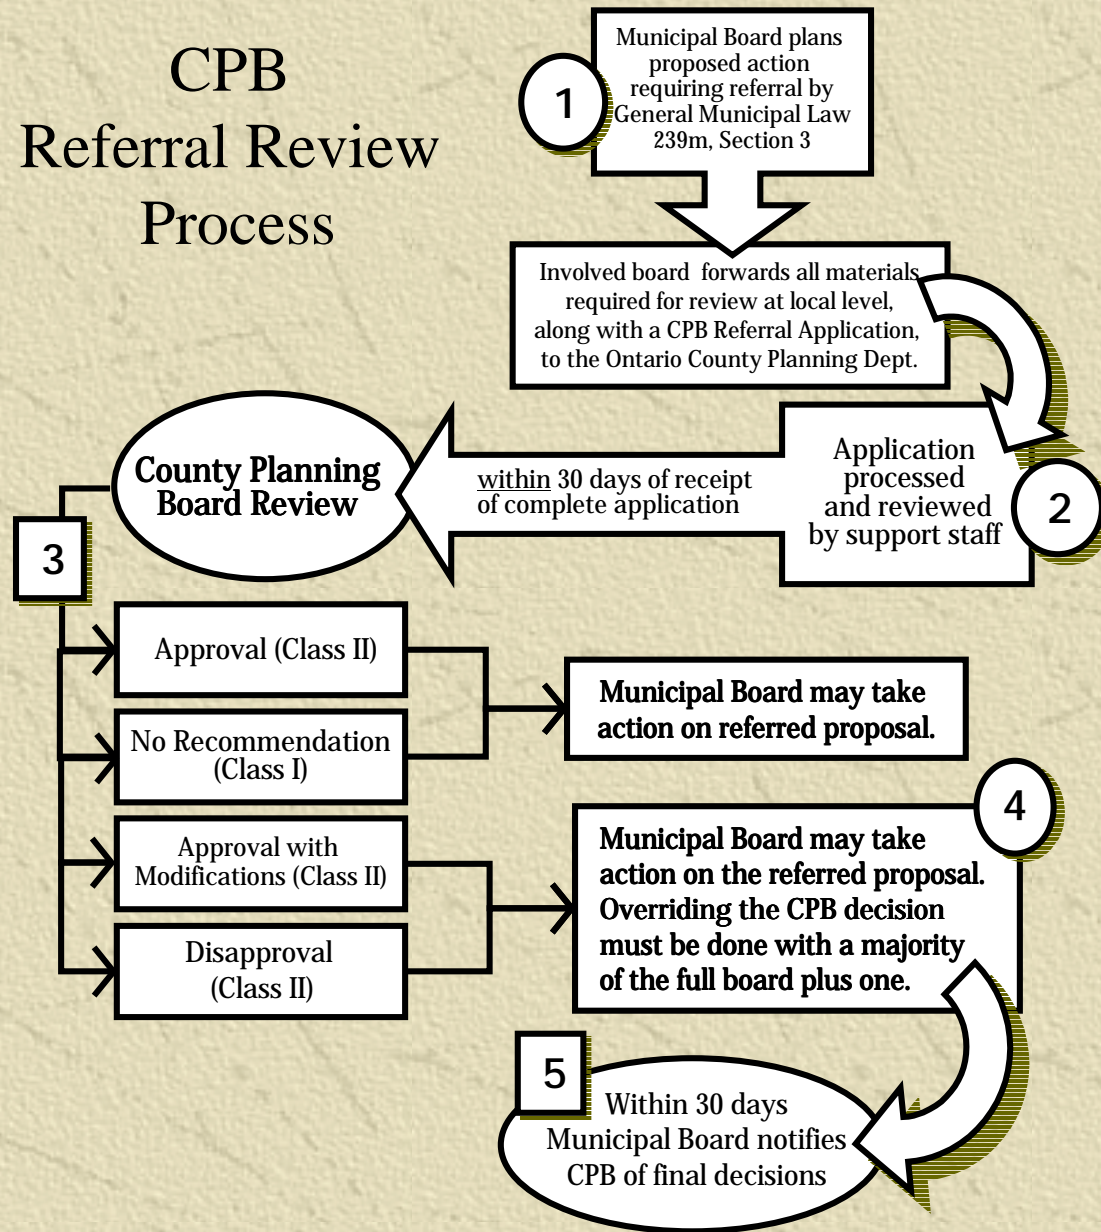 CPB
Referral Review
Process
1
Municipal Board plans
proposed action
requiring referral by
General Municipal Law
239m, Section 3
Involved board forwards all materials
required for review at local level,
along with a CPB Referral Application,
to the Ontario County Planning Dept.
2
Application
processed
and reviewed
by support staff
within 30 days of receipt
of complete application
County Planning
Board Review
3
Approval (Class II)
No Recommendation
(Class I)
Approval with
Modifications (Class II)
Disapproval
(Class II)
Municipal Board may take
action on referred proposal.
4
Municipal Board may take
action on the referred proposal.
Overriding the CPB decision
must be done with a majority
of the full board plus one.
5
Within 30 days
Municipal Board notifies
CPB of final decisions